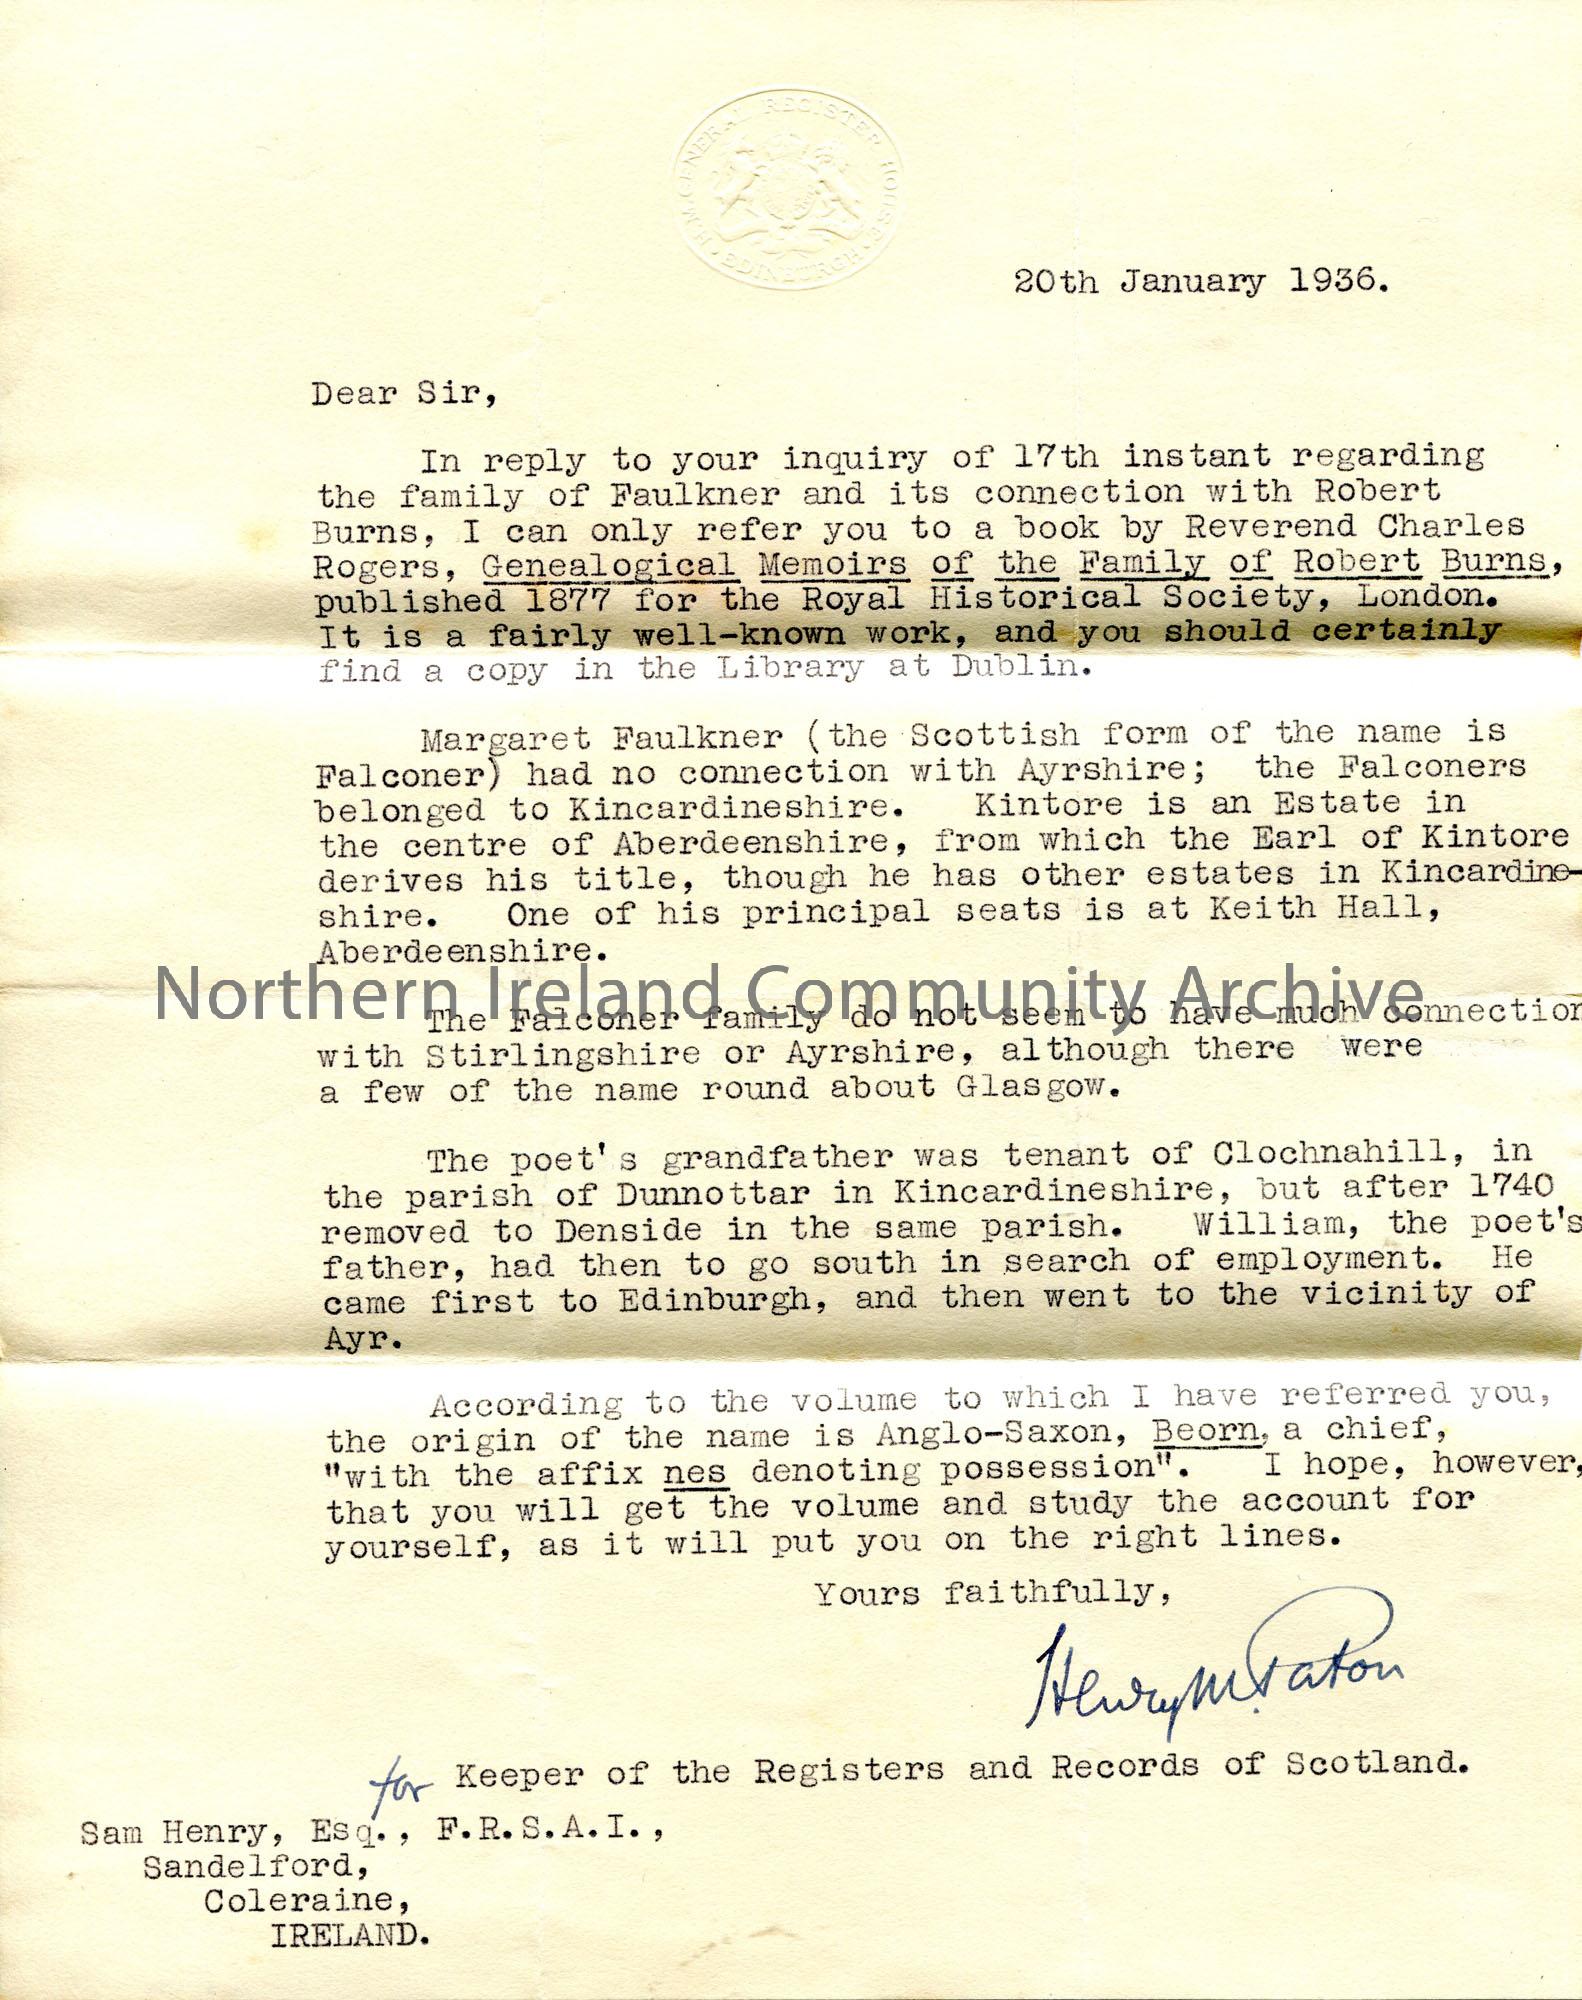 H.M. GENERAL REGISTER HOUSE
EDINBURGH
20th January 1936.
Dear Sir,
In reply to your inquiry of 17th instant regarding
the family of Faulkner and its connection with Robert
Burns, I can only refer you to a book by Reverend Charles
Rogers, Genealogical Memoirs of the Family of Robert Burns,
published 1877 for the Royal Historical Society, London.
It is a fairly well-known work, and you should certainly
find a copy in the Library at Dublin.
Margaret Faulkner (the Scottish form of the name is
Falconer) had no connection with Ayrshire; the Falconers
belonged to Kincardineshire. Kintore is an Estate in
the centre of Aberdeenshire, from which the Earl of Kintore
derives his title, though he has other estates in Kincardine-
shire. One of his principal seats is at Keith Hall,
Aberdeenshire.
Northern Ireland Community Archive
The Falconer family do not seem to have much connection
with Stirlingshire or Ayrshire, although there were
a few of the name round about Glasgow.
The poet's grandfather was tenant of Clochnahill, in
the parish of Dunnottar in Kincardineshire, but after 1740
removed to Denside in the same parish. William, the poet's
father, had then to go south in search of employment. He
came first to Edinburgh, and then went to the vicinity of
Ayr.
According to the volume to which I have referred you,
the origin of the name is Anglo-Saxon, Beorn, a chief,
"with the affix nes denoting possession". I hope, however,
that you will get the volume and study the account for
yourself, as it will put you on the right lines.
Yours faithfully,
Henry M. Paton
for Keeper of the Registers and Records of Scotland.
Sam Henry, Esq., F.R.S.A.I.,
Sandelford,
Coleraine,
IRELAND.